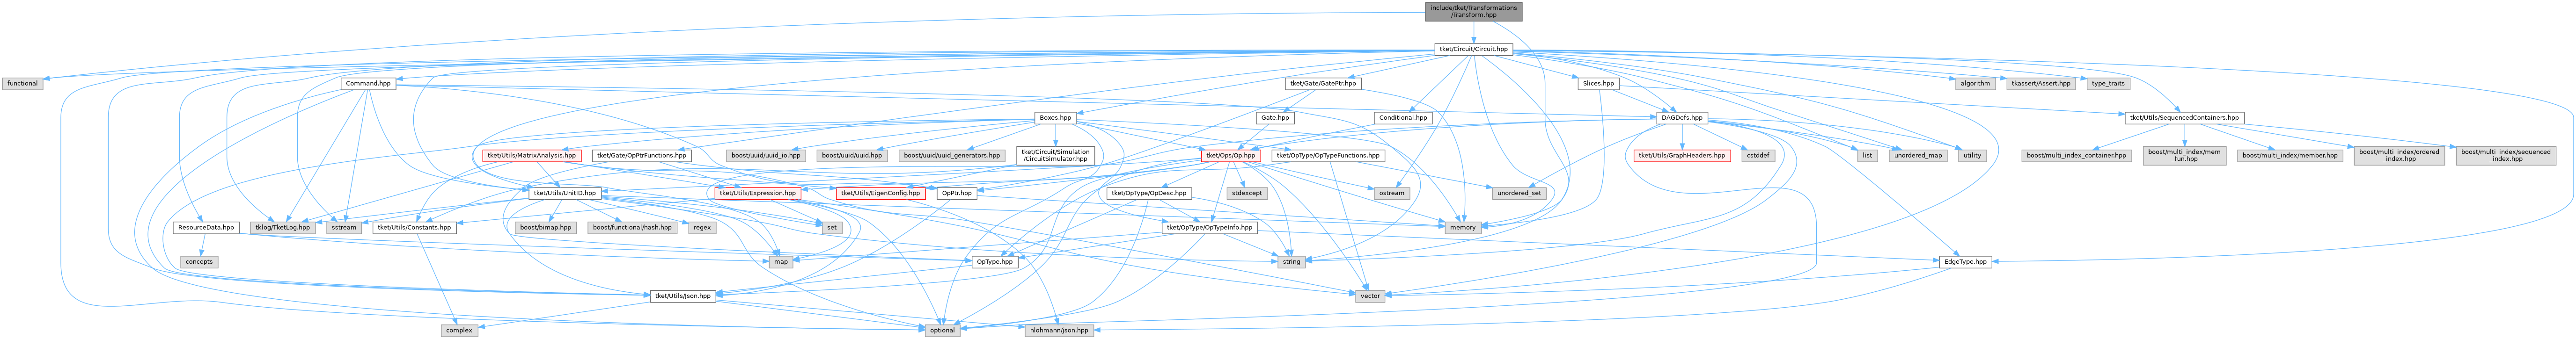 include/tket/Transformations
/Transform.hpp
tket/Circuit/Circuit.hpp
functional
Command.hpp
tket/Gate/GatePtr.hpp
Slices.hpp
algorithm
tkassert/Assert.hpp
type_traits
Boxes.hpp
Gate.hpp
Conditional.hpp
DAGDefs.hpp
tket/Utils/SequencedContainers.hpp
tket/Utils/MatrixAnalysis.hpp
tket/Gate/OpPtrFunctions.hpp
boost/uuid/uuid_io.hpp
boost/uuid/uuid.hpp
boost/uuid/uuid_generators.hpp
tket/Circuit/Simulation
/CircuitSimulator.hpp
tket/Ops/Op.hpp
tket/OpType/OpTypeFunctions.hpp
tket/Utils/GraphHeaders.hpp
cstddef
list
unordered_map
utility
boost/multi_index_container.hpp
boost/multi_index/mem
_fun.hpp
boost/multi_index/member.hpp
boost/multi_index/ordered
_index.hpp
boost/multi_index/sequenced
_index.hpp
tket/Utils/UnitID.hpp
tket/Utils/Expression.hpp
tket/Utils/EigenConfig.hpp
OpPtr.hpp
tket/OpType/OpDesc.hpp
stdexcept
ostream
unordered_set
ResourceData.hpp
tklog/TketLog.hpp
sstream
tket/Utils/Constants.hpp
boost/bimap.hpp
boost/functional/hash.hpp
regex
set
tket/OpType/OpTypeInfo.hpp
memory
concepts
map
OpType.hpp
string
EdgeType.hpp
tket/Utils/Json.hpp
vector
complex
optional
nlohmann/json.hpp